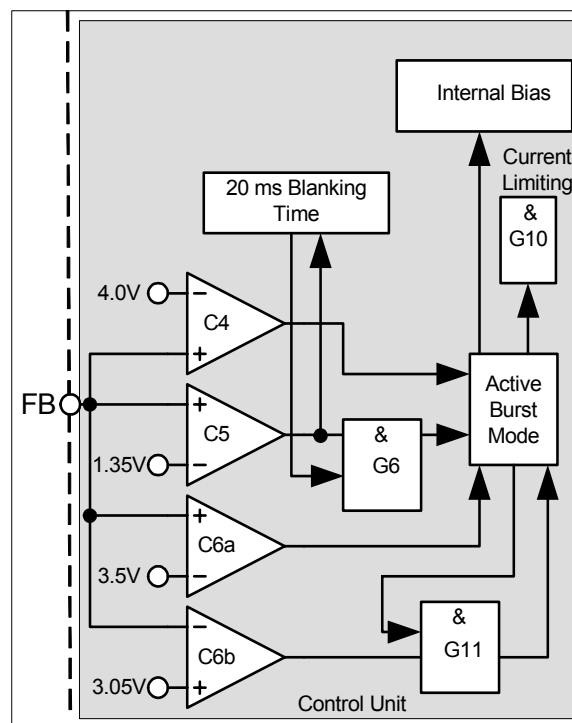 Internal Bias
Current
Limiting
20 ms Blanking
Time
&
G10
4.0V
−
C4
+
FB
+
C5
1.35V
−
&
G6
Active
Burst
Mode
+
C6a
3.5V
−
−
C6b
3.05V
+
&
G11
Control Unit